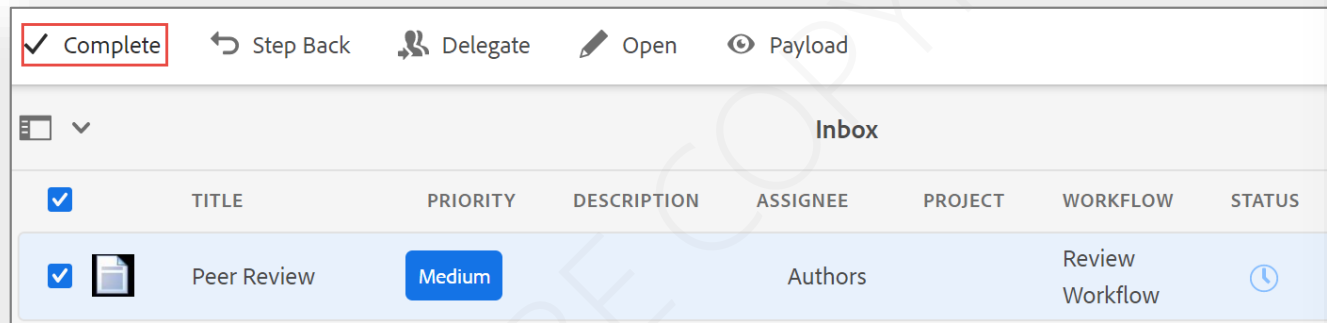 Complete Step Back Delegate Open Payload
Inbox
TITLE PRIORITY DESCRIPTION ASSIGNEE PROJECT WORKFLOW STATUS
Peer Review Medium Authors Review
Workflow